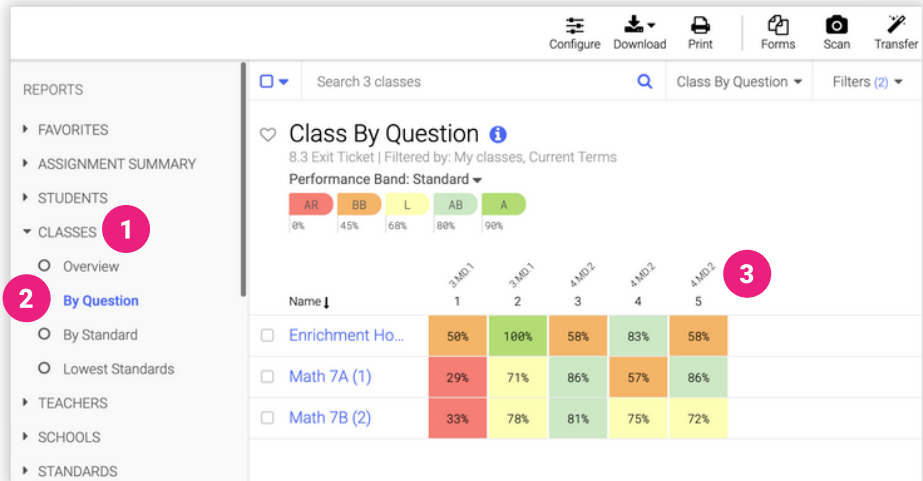 Configure Download Print Forms Scan Transfer
REPORTS
FAVORITES
ASSIGNMENT SUMMARY
STUDENTS
CLASSES 1
Overview
2 By Question
By Standard
Lowest Standards
TEACHERS
SCHOOLS
STANDARDS
Search 3 classes Class By Question Filters (2)
Class By Question i
8.3 Exit Ticket | Filtered by: My classes, Current Terms
Performance Band: Standard
AR BB L AB A
0% 45% 68% 80% 90%
3.MD.1 3.MD.1 4.MD.2 4.MD.2 4.MD.2 3
Name 1 2 3 4 5
Enrichment Ho... 50% 100% 58% 83% 58%
Math 7A (1) 29% 71% 86% 57% 86%
Math 7B (2) 33% 78% 81% 75% 72%